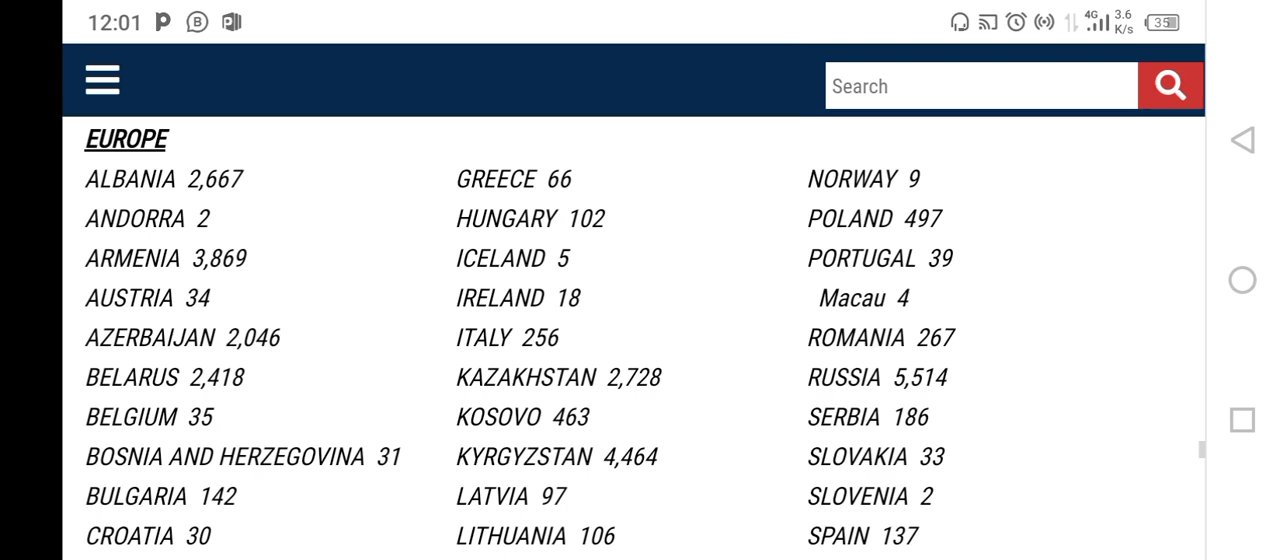 12:01
4G 3.6 K/s 35
Search
EUROPE
ALBANIA 2,667
ANDORRA 2
ARMENIA 3,869
AUSTRIA 34
AZERBAIJAN 2,046
BELARUS 2,418
BELGIUM 35
BOSNIA AND HERZEGOVINA 31
BULGARIA 142
CROATIA 30
GREECE 66
HUNGARY 102
ICELAND 5
IRELAND 18
ITALY 256
KAZAKHSTAN 2,728
KOSOVO 463
KYRGYZSTAN 4,464
LATVIA 97
LITHUANIA 106
NORWAY 9
POLAND 497
PORTUGAL 39
Macau 4
ROMANIA 267
RUSSIA 5,514
SERBIA 186
SLOVAKIA 33
SLOVENIA 2
SPAIN 137